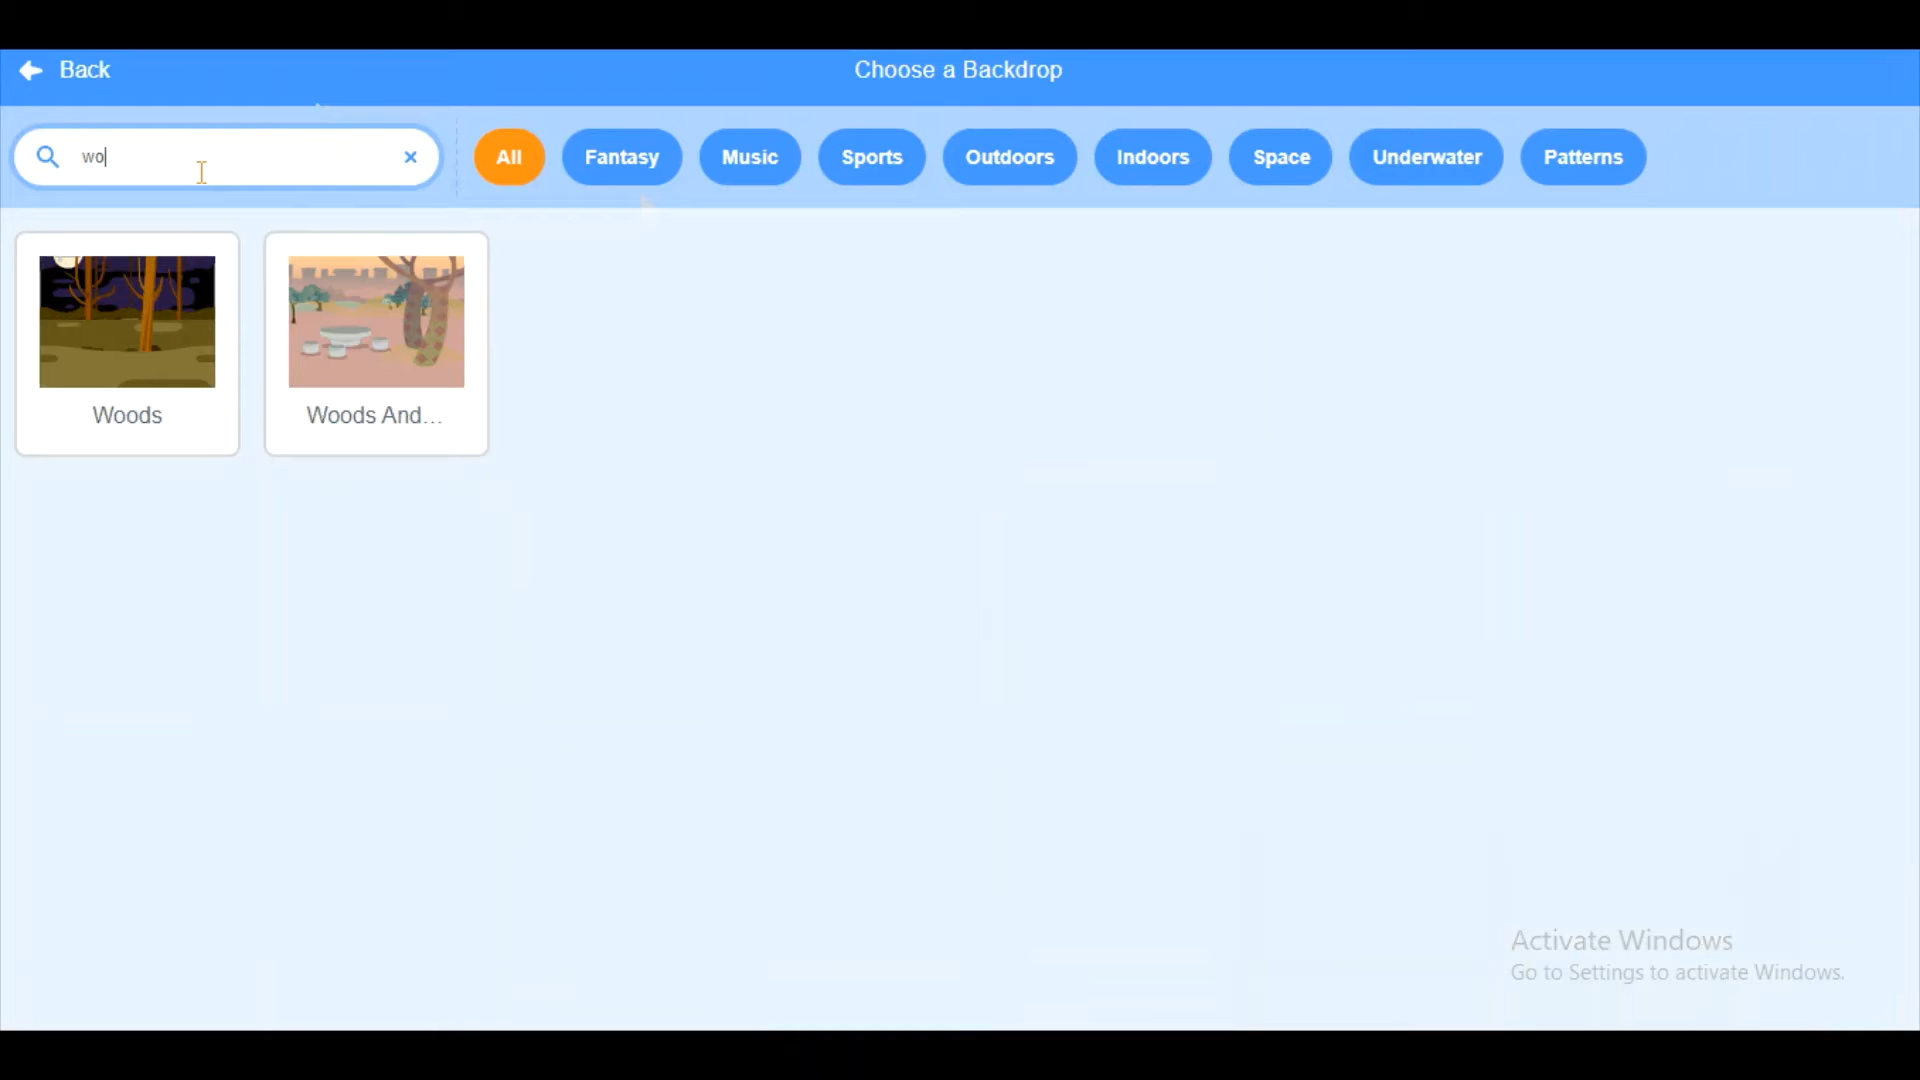 Back
Choose a Backdrop
wo
All
Fantasy
Music
Sports
Outdoors
Indoors
Space
Underwater
Patterns
Woods
Woods And...
Activate Windows
Go to Settings to activate Windows.